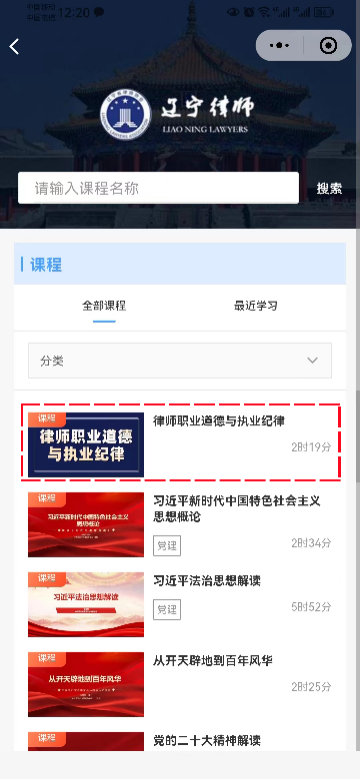 中国移动
中国电信 12:20
辽宁律师
LIAO NING LAWYERS
请输入课程名称
搜索
课程
全部课程
最近学习
分类
课程
律师职业道德
与执业纪律
律师职业道德与执业纪律
2时19分
课程
习近平新时代中国特色社会主义
思想概论
习近平新时代中国特色社会主义
思想概论
党建
2时34分
课程
习近平法治思想解读
习近平法治思想解读
党建
5时52分
课程
从开天辟地到百年风华
从开天辟地到百年风华
2时25分
课程
党的二十大精神解读